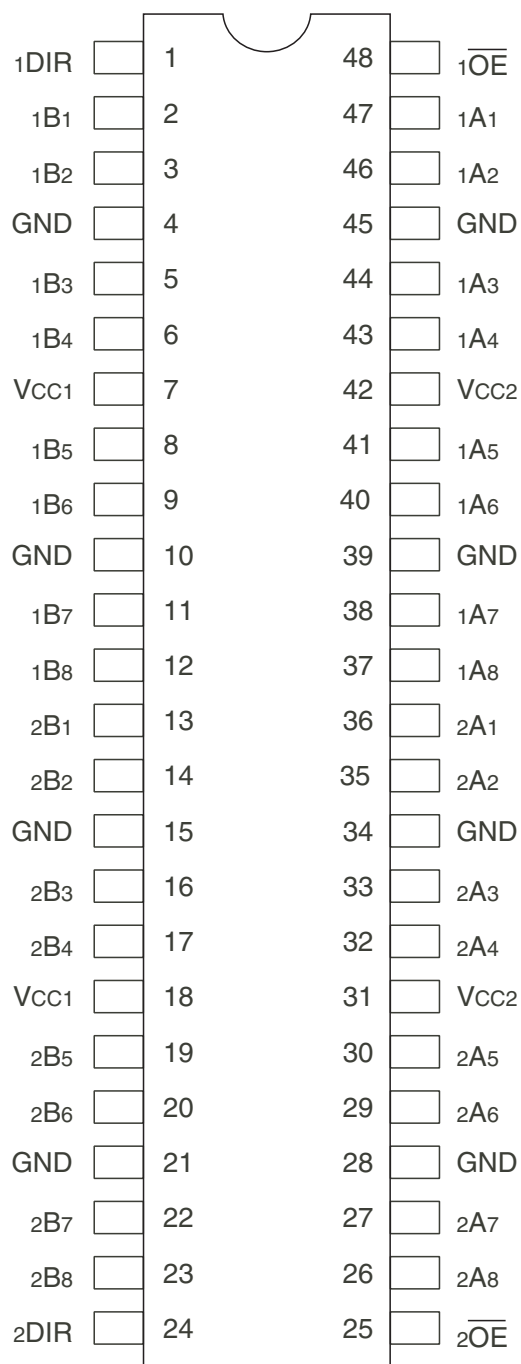 1DIR 1 48 1O̅E̅
1B1 2 47 1A1
1B2 3 46 1A2
GND 4 45 GND
1B3 5 44 1A3
1B4 6 43 1A4
VCC1 7 42 VCC2
1B5 8 41 1A5
1B6 9 40 1A6
GND 10 39 GND
1B7 11 38 1A7
1B8 12 37 1A8
2B1 13 36 2A1
2B2 14 35 2A2
GND 15 34 GND
2B3 16 33 2A3
2B4 17 32 2A4
VCC1 18 31 VCC2
2B5 19 30 2A5
2B6 20 29 2A6
GND 21 28 GND
2B7 22 27 2A7
2B8 23 26 2A8
2DIR 24 25 2O̅E̅